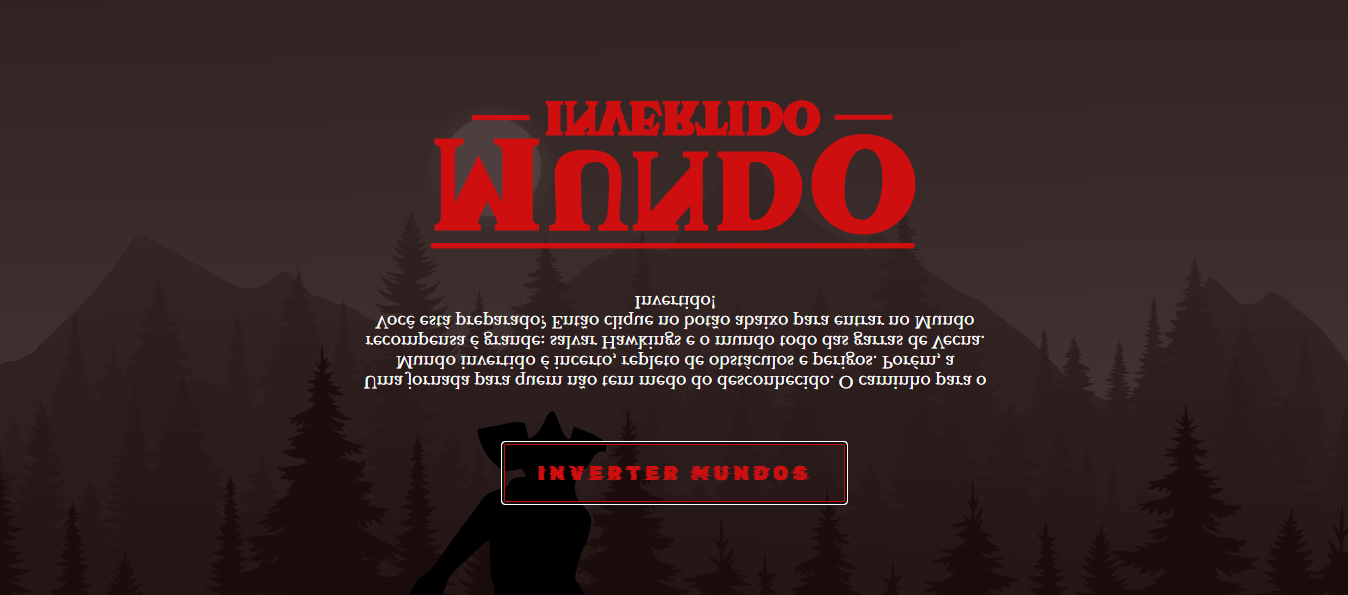 MUNDO
INVERTIDO
Uma jornada para quem não tem medo do desconhecido. O caminho para o
Mundo invertido é incerto, repleto de obstáculos e perigos. Porém, a
recompensa é grande: salvar Hawkings e o mundo todo das garras de Vecna.
Você está preparado? Então clique no botão abaixo para entrar no Mundo
Invertido!
INVERTER MUNDOS